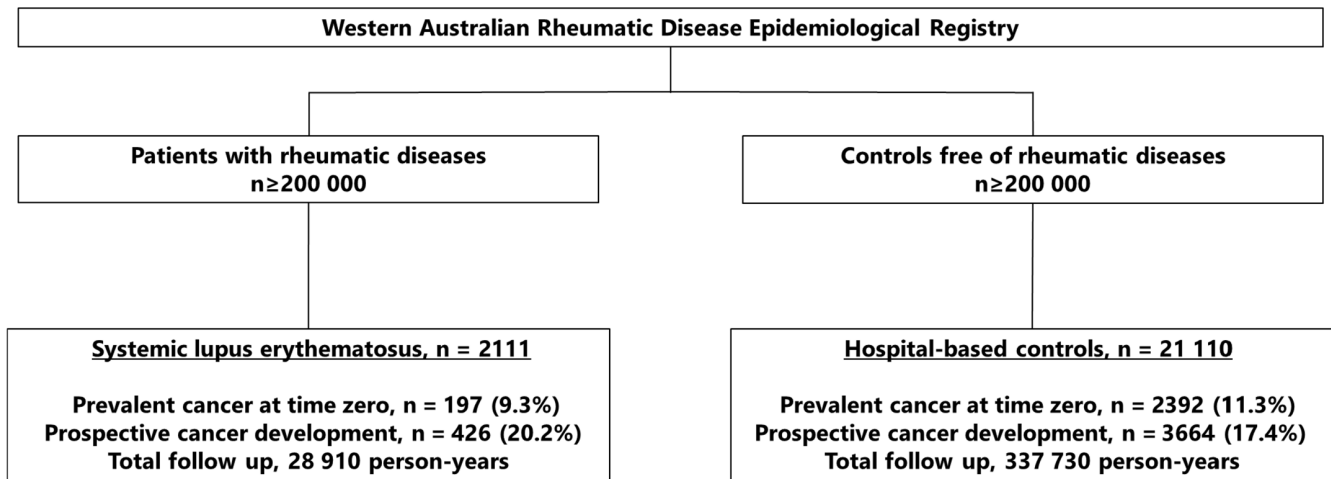 Western Australian Rheumatic Disease Epidemiological Registry
Patients with rheumatic diseases
n≥200 000
Controls free of rheumatic diseases
n≥200 000
Systemic lupus erythematosus, n = 2111
Prevalent cancer at time zero, n = 197 (9.3%)
Prospective cancer development, n = 426 (20.2%)
Total follow up, 28 910 person-years
Hospital-based controls, n = 21 110
Prevalent cancer at time zero, n = 2392 (11.3%)
Prospective cancer development, n = 3664 (17.4%)
Total follow up, 337 730 person-years